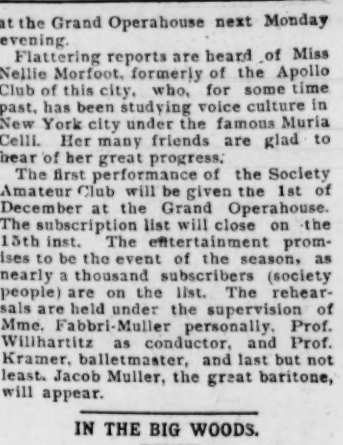 at the Grand Operahouse next Monday
evening.
Flattering reports are heard of Miss
Nellie Morfoot, formerly of the Apollo
Club of this city, who, for some time
past, has been studying voice culture in
New York city under the famous Muria
Celli. Her many friends are glad to
hear of her great progress.
The first performance of the Society
Amateur Club will be given the 1st of
December at the Grand Operahouse.
The subscription list will close on the
15th inst. The entertainment prom-
ises to be the event of the season, as
nearly a thousand subscribers (society
people) are on the list. The rehear-
sals are held under the supervision of
Mme. Fabbri-Muller personally, Prof.
Willhartitz as conductor, and Prof.
Kramer, balletmaster, and last but not
least, Jacob Muller, the great baritone,
will appear.
IN THE BIG WOODS.